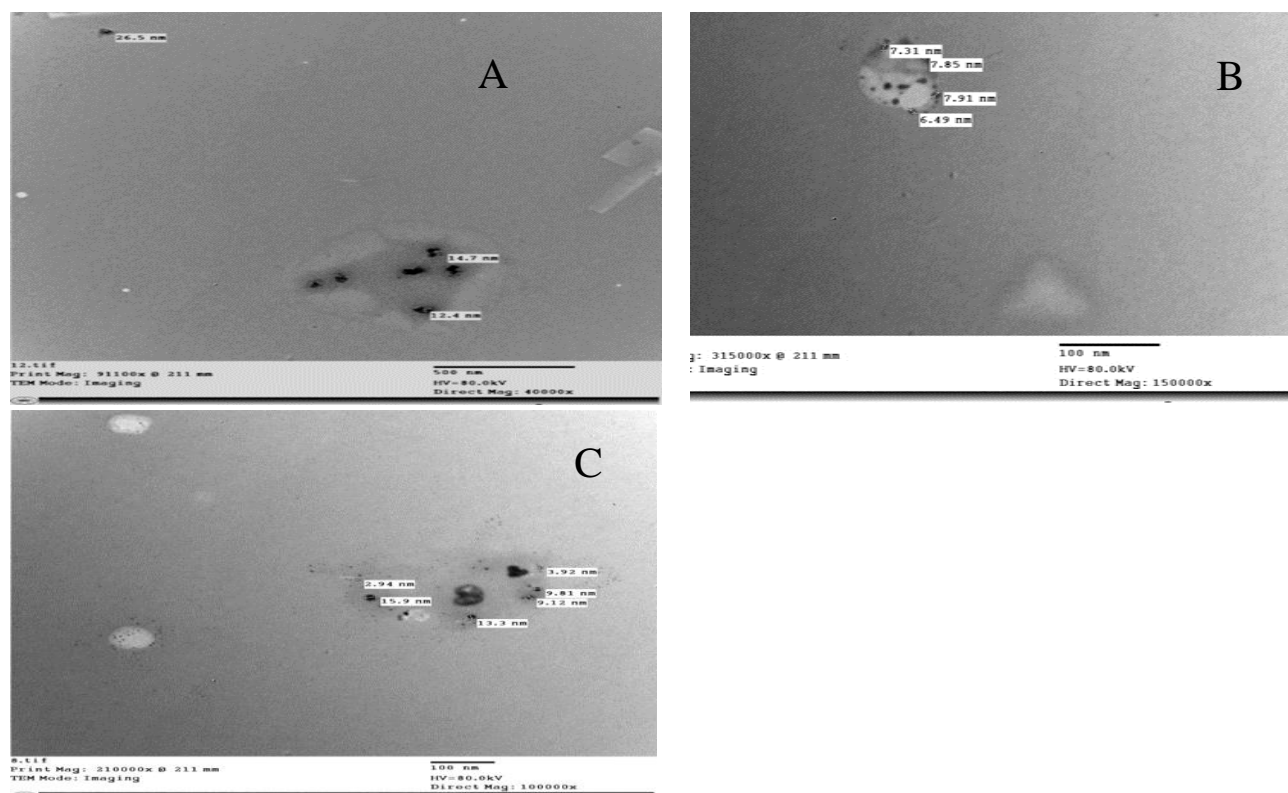 A
26.5 nm
14.7 nm
12.4 nm
12.tif
Print Mag: 91100x @ 211 mm
TEM Mode: Imaging
500 nm
HV=80.0kV
Direct Mag: 40000x
B
7.31 nm
7.85 nm
7.91 nm
6.49 nm
g: 315000x @ 211 mm
: Imaging
100 nm
HV=80.0kV
Direct Mag: 150000x
C
3.92 nm
2.94 nm
9.81 nm
15.9 nm
9.12 nm
13.3 nm
8.tif
Print Mag: 210000x @ 211 mm
TEM Mode: Imaging
100 nm
HV=80.0kV
Direct Mag: 100000x